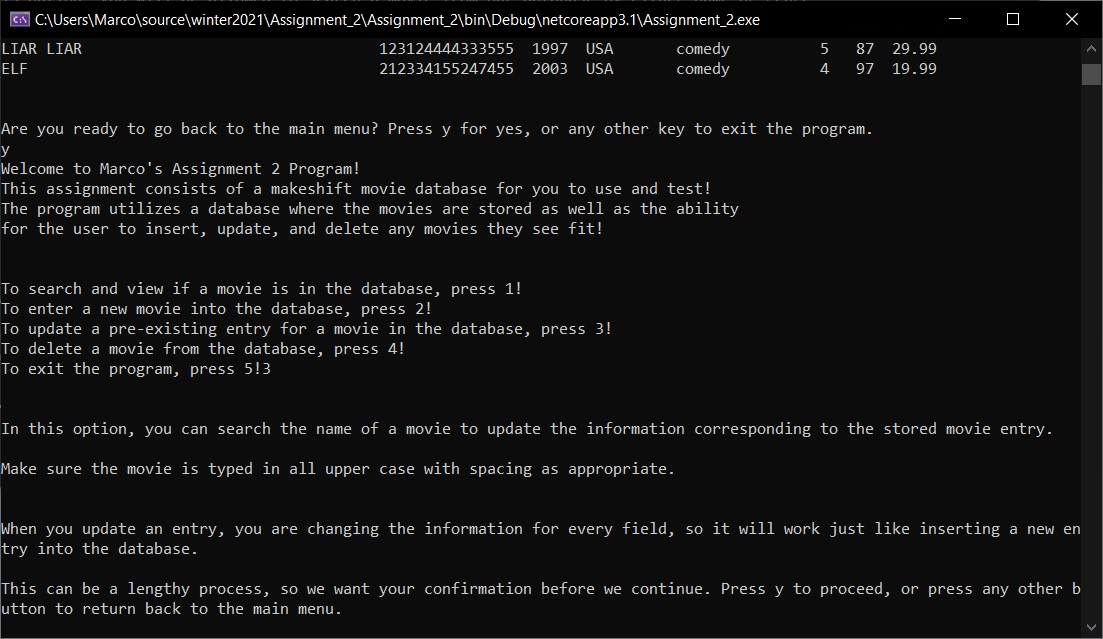 C:\Users\Marco\source\winter2021\Assignment_2\Assignment_2\bin\Debug\netcoreapp3.1\Assignment_2.exe
LIAR LIAR 123124444333555 1997 USA comedy 5 87 29.99
ELF 212334155247455 2003 USA comedy 4 97 19.99
Are you ready to go back to the main menu? Press y for yes, or any other key to exit the program.
y
Welcome to Marco's Assignment 2 Program!
This assignment consists of a makeshift movie database for you to use and test!
The program utilizes a database where the movies are stored as well as the ability
for the user to insert, update, and delete any movies they see fit!
To search and view if a movie is in the database, press 1!
To enter a new movie into the database, press 2!
To update a pre-existing entry for a movie in the database, press 3!
To delete a movie from the database, press 4!
To exit the program, press 5!3
In this option, you can search the name of a movie to update the information corresponding to the stored movie entry.
Make sure the movie is typed in all upper case with spacing as appropriate.
When you update an entry, you are changing the information for every field, so it will work just like inserting a new en
try into the database.
This can be a lengthy process, so we want your confirmation before we continue. Press y to proceed, or press any other b
utton to return back to the main menu.